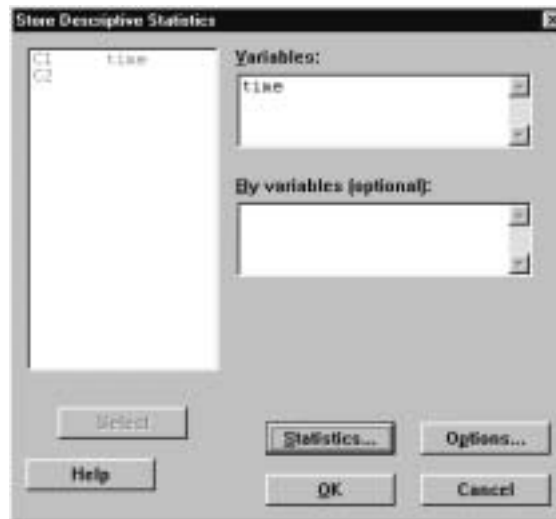 Store Descriptive Statistics
C1 time
C2
Variables:
time
By variables (optional):
Select
Statistics...
Options...
Help
OK
Cancel